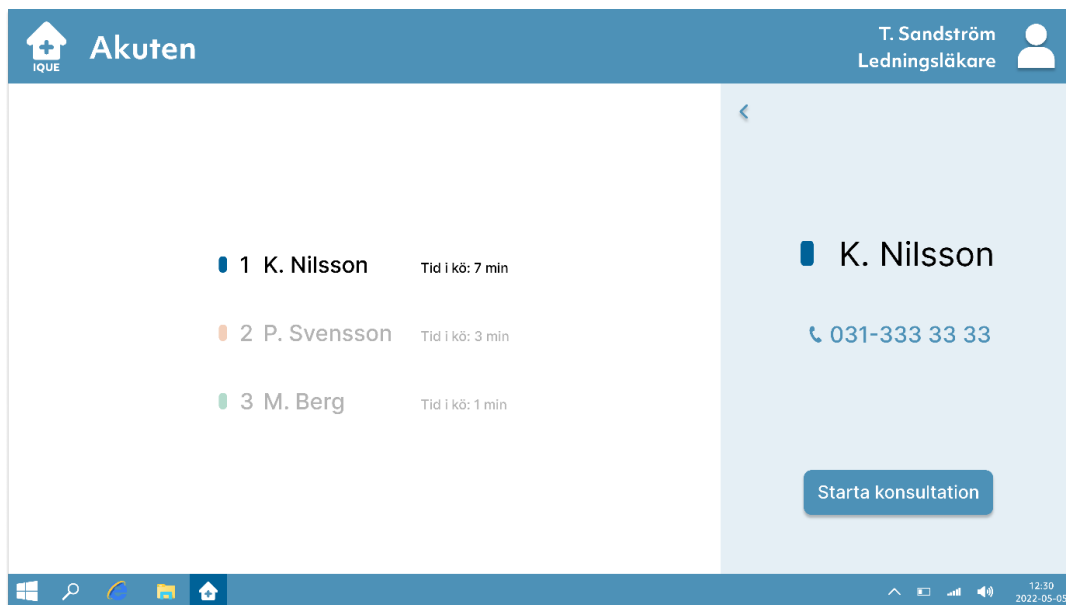 IQUE
Akuten
T. Sandström
Ledningsläkare
1 K. Nilsson Tid i kö: 7 min
2 P. Svensson Tid i kö: 3 min
3 M. Berg Tid i kö: 1 min
K. Nilsson
031-333 33 33
Starta konsultation
12:30
2022-05-05